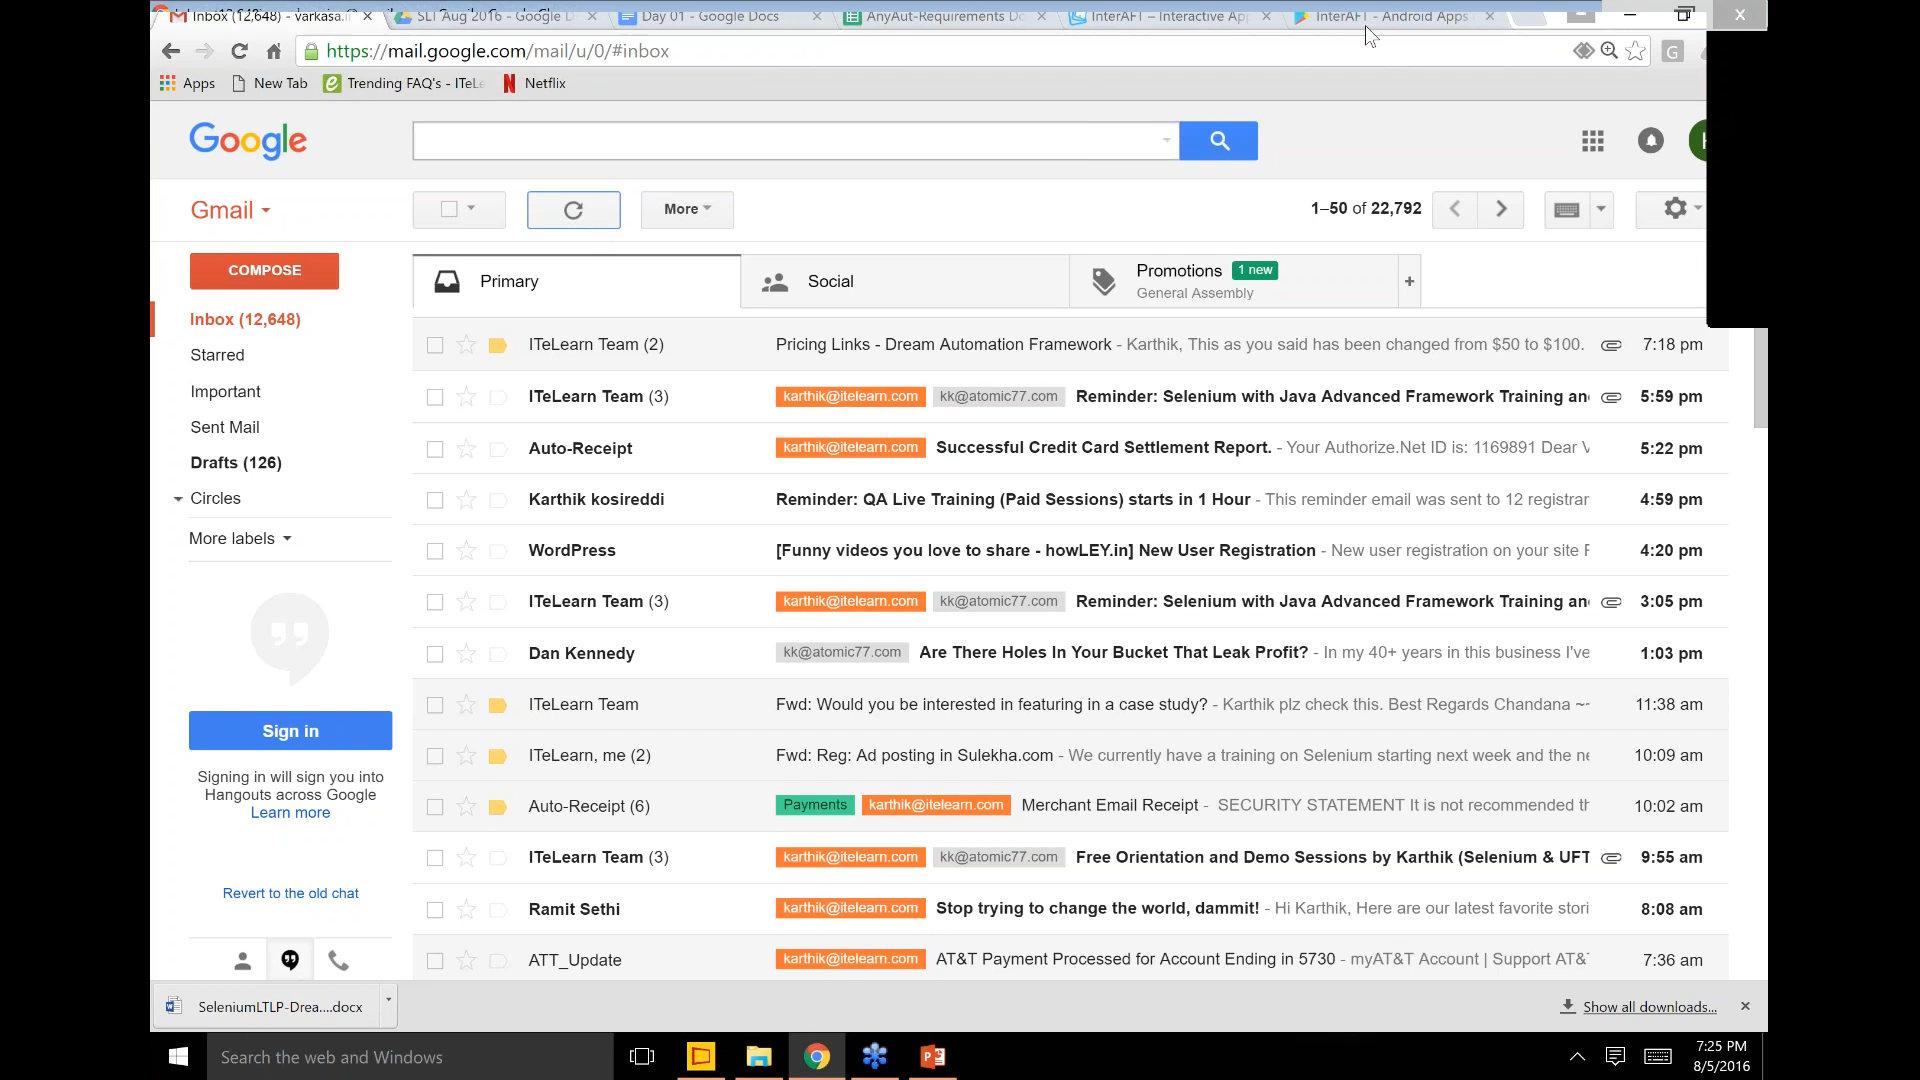 Inbox (12,648) - varkasa.
SLT Aug 2016 - Google D
Day 01 - Google Docs
AnyAut-Requirements Do
InterAFT – Interactive Ap
InterAFT - Android Apps
https://mail.google.com/mail/u/0/#inbox
Apps New Tab Trending FAQ's - ITeLe Netflix
Google
Gmail
More
1–50 of 22,792
COMPOSE
Inbox (12,648)
Starred
Important
Sent Mail
Drafts (126)
Circles
More labels
Sign in
Signing in will sign you into
Hangouts across Google
Learn more
Revert to the old chat
Primary
Social
Promotions 1 new
General Assembly
ITeLearn Team (2) Pricing Links - Dream Automation Framework - Karthik, This as you said has been changed from $50 to $100. 7:18 pm
ITeLearn Team (3) karthik@itelearn.com kk@atomic77.com Reminder: Selenium with Java Advanced Framework Training an 5:59 pm
Auto-Receipt karthik@itelearn.com Successful Credit Card Settlement Report. - Your Authorize.Net ID is: 1169891 Dear V 5:22 pm
Karthik kosireddi Reminder: QA Live Training (Paid Sessions) starts in 1 Hour - This reminder email was sent to 12 registrar 4:59 pm
WordPress [Funny videos you love to share - howLEY.in] New User Registration - New user registration on your site F 4:20 pm
ITeLearn Team (3) karthik@itelearn.com kk@atomic77.com Reminder: Selenium with Java Advanced Framework Training an 3:05 pm
Dan Kennedy kk@atomic77.com Are There Holes In Your Bucket That Leak Profit? - In my 40+ years in this business I've 1:03 pm
ITeLearn Team Fwd: Would you be interested in featuring in a case study? - Karthik plz check this. Best Regards Chandana ~- 11:38 am
ITeLearn, me (2) Fwd: Reg: Ad posting in Sulekha.com - We currently have a training on Selenium starting next week and the ne 10:09 am
Auto-Receipt (6) Payments karthik@itelearn.com Merchant Email Receipt - SECURITY STATEMENT It is not recommended th 10:02 am
ITeLearn Team (3) karthik@itelearn.com kk@atomic77.com Free Orientation and Demo Sessions by Karthik (Selenium & UFT 9:55 am
Ramit Sethi karthik@itelearn.com Stop trying to change the world, dammit! - Hi Karthik, Here are our latest favorite stori 8:08 am
ATT_Update karthik@itelearn.com AT&T Payment Processed for Account Ending in 5730 - myAT&T Account | Support AT& 7:36 am
SeleniumLTLP-Drea....docx
Show all downloads...
Search the web and Windows
7:25 PM
8/5/2016